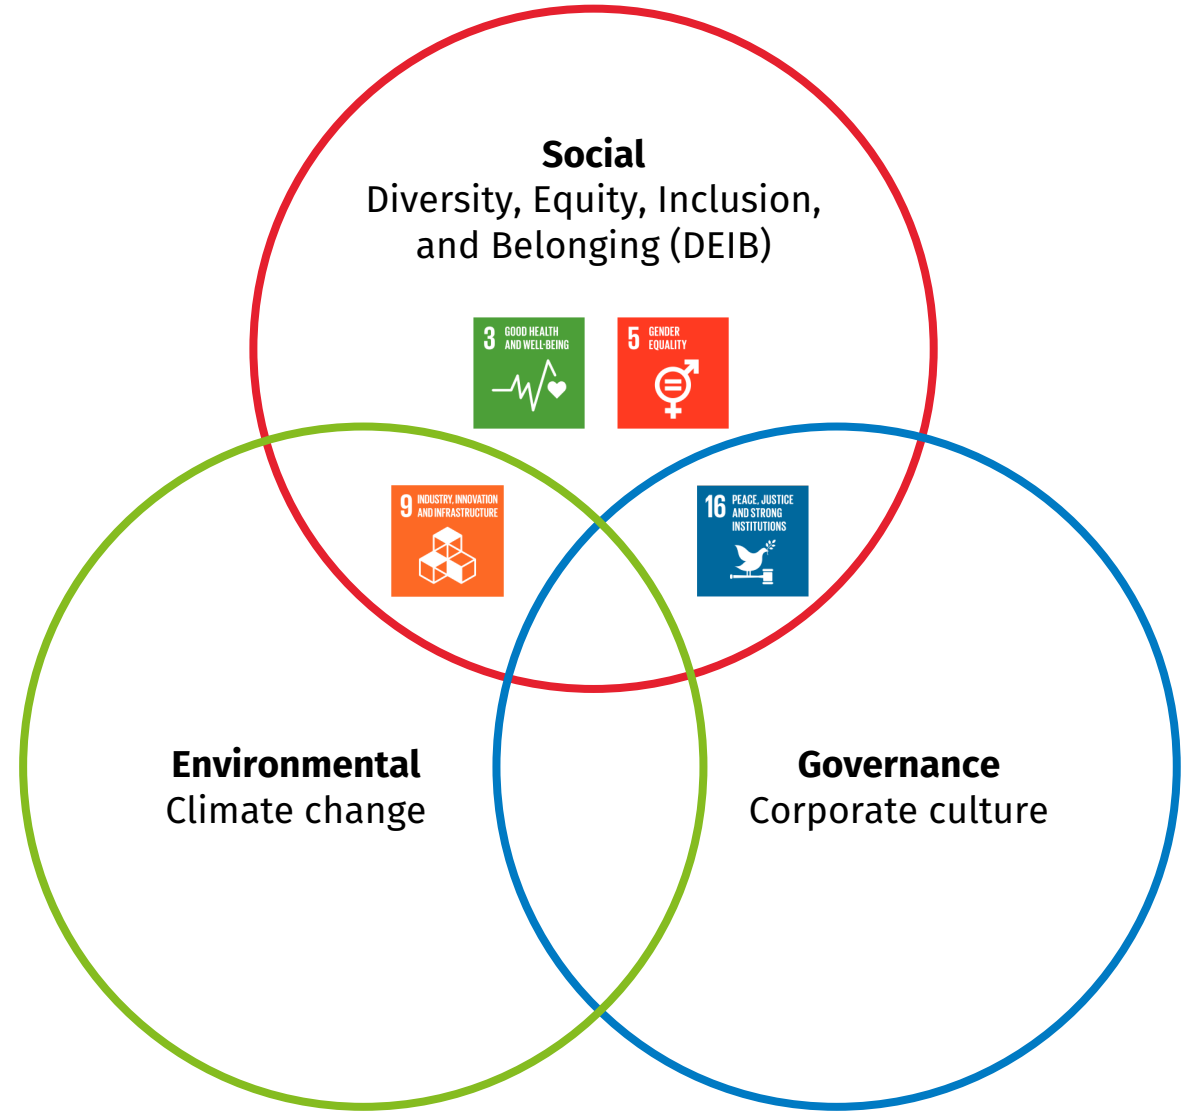 Social
Diversity, Equity, Inclusion,
and Belonging (DEIB)
3 GOOD HEALTH
AND WELL-BEING
5 GENDER
EQUALITY
9 INDUSTRY, INNOVATION
AND INFRASTRUCTURE
16 PEACE, JUSTICE
AND STRONG
INSTITUTIONS
Environmental
Climate change
Governance
Corporate culture